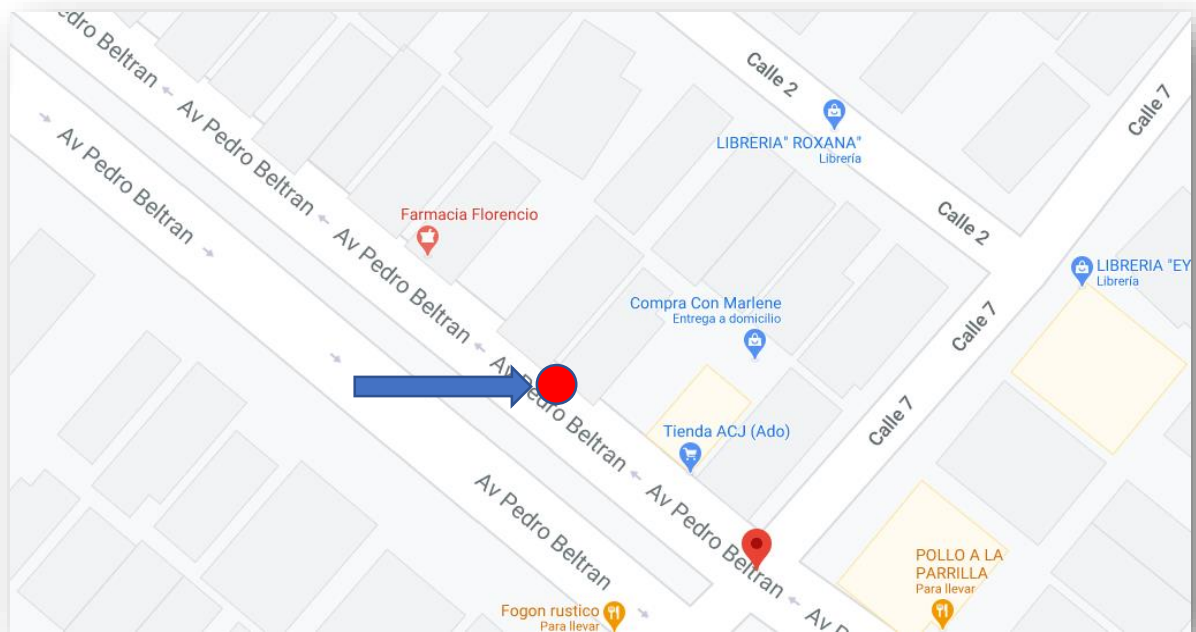 dro Beltran
Av Pedro Beltran
Av Pedro Beltran
Av Pedro Beltran
Av Pedro Beltran
Av Pedro Beltran
Av P
Av Pedro Beltran
Av Pedro Beltran
Calle 2
Calle 7
LIBRERIA" ROXANA"
Librería
Farmacia Florencio
Calle 2
LIBRERIA "EY
Librería
Compra Con Marlene
Entrega a domicilio
Calle 7
Calle 7
Tienda ACJ (Ado)
POLLO A LA
PARRILLA
Para llevar
Fogon rustico
Para llevar